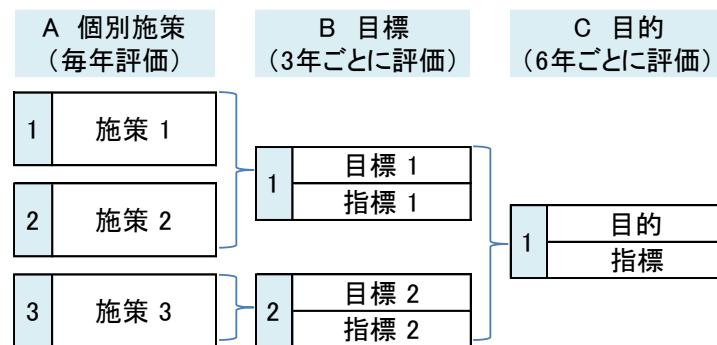 A 個別施策
（毎年評価）
B 目標
（3年ごとに評価）
C 目的
（6年ごとに評価）
1 施策 1
2 施策 2
3 施策 3
1 目標 1
指標 1
2 目標 2
指標 2
1 目的
指標